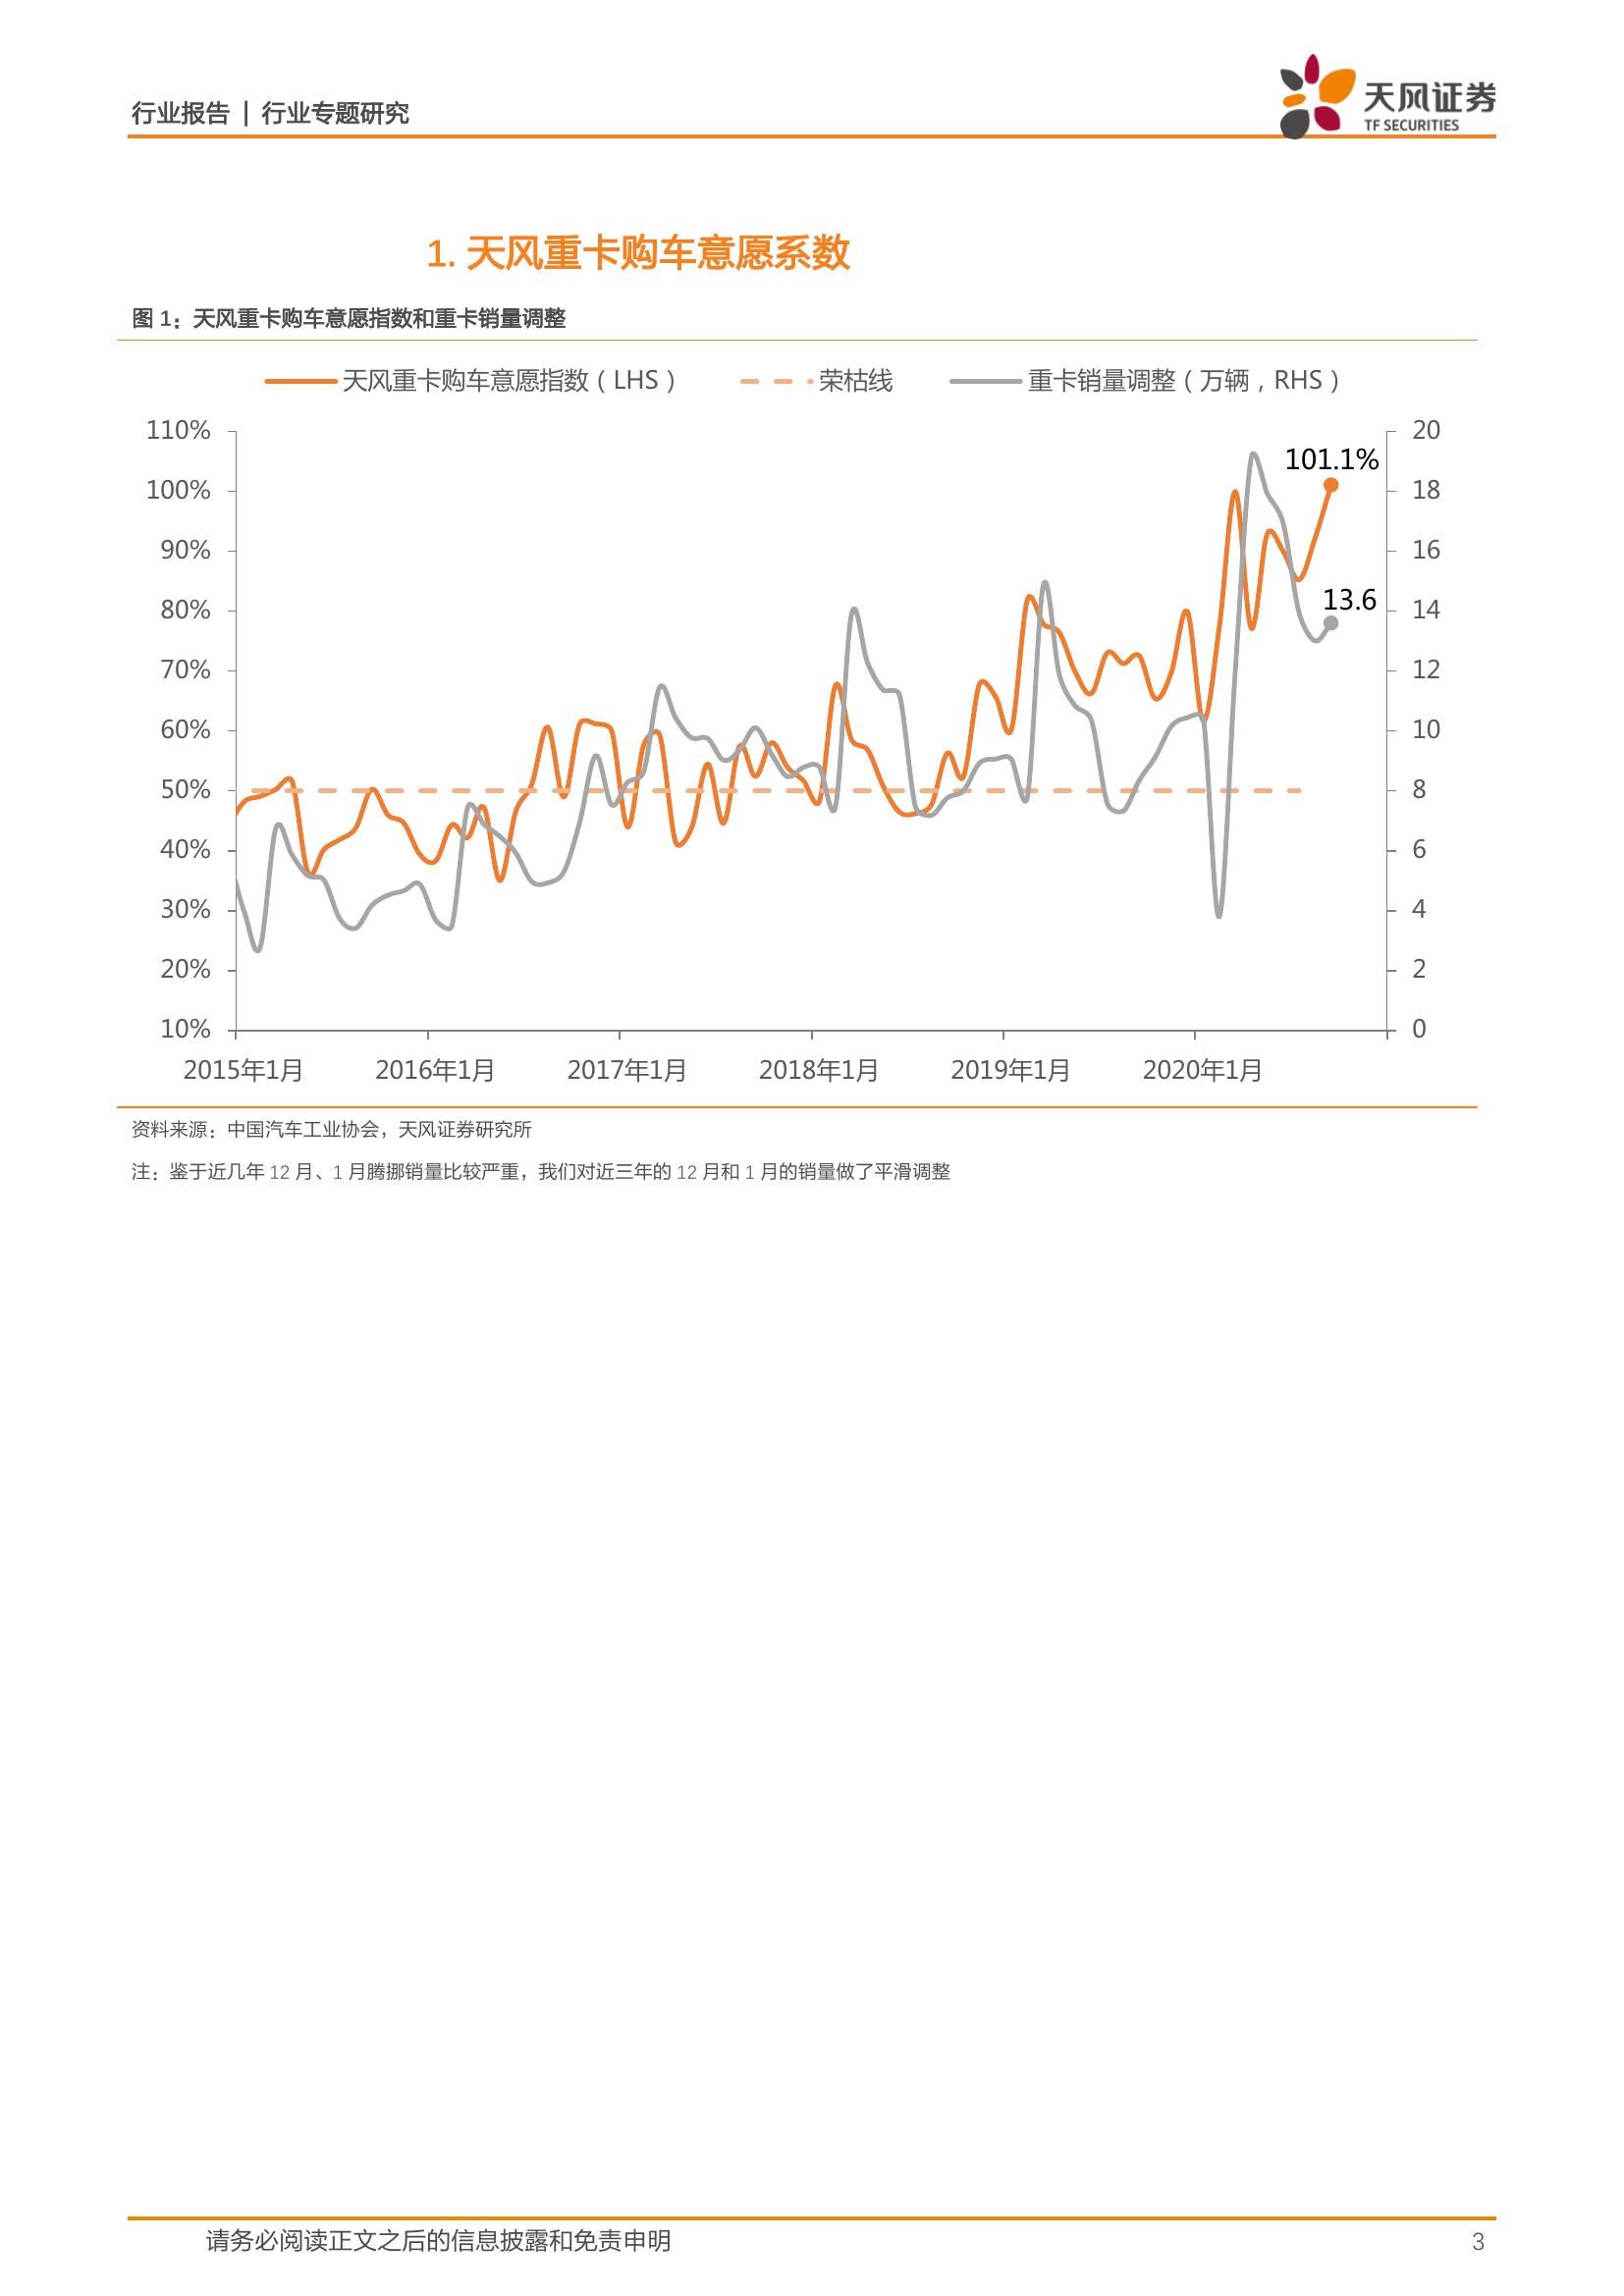 行业报告 | 行业专题研究
天风证券
TF SECURITIES
1. 天风重卡购车意愿系数
图 1：天风重卡购车意愿指数和重卡销量调整
天风重卡购车意愿指数（LHS） 荣枯线 重卡销量调整（万辆，RHS）
110% 20
101.1%
100% 18
90% 16
13.6
80% 14
70% 12
60% 10
50% 8
40% 6
30% 4
20% 2
10% 0
2015年1月 2016年1月 2017年1月 2018年1月 2019年1月 2020年1月
资料来源：中国汽车工业协会，天风证券研究所
注：鉴于近几年 12 月、1 月腾挪销量比较严重，我们对近三年的 12 月和 1 月的销量做了平滑调整
请务必阅读正文之后的信息披露和免责申明 3